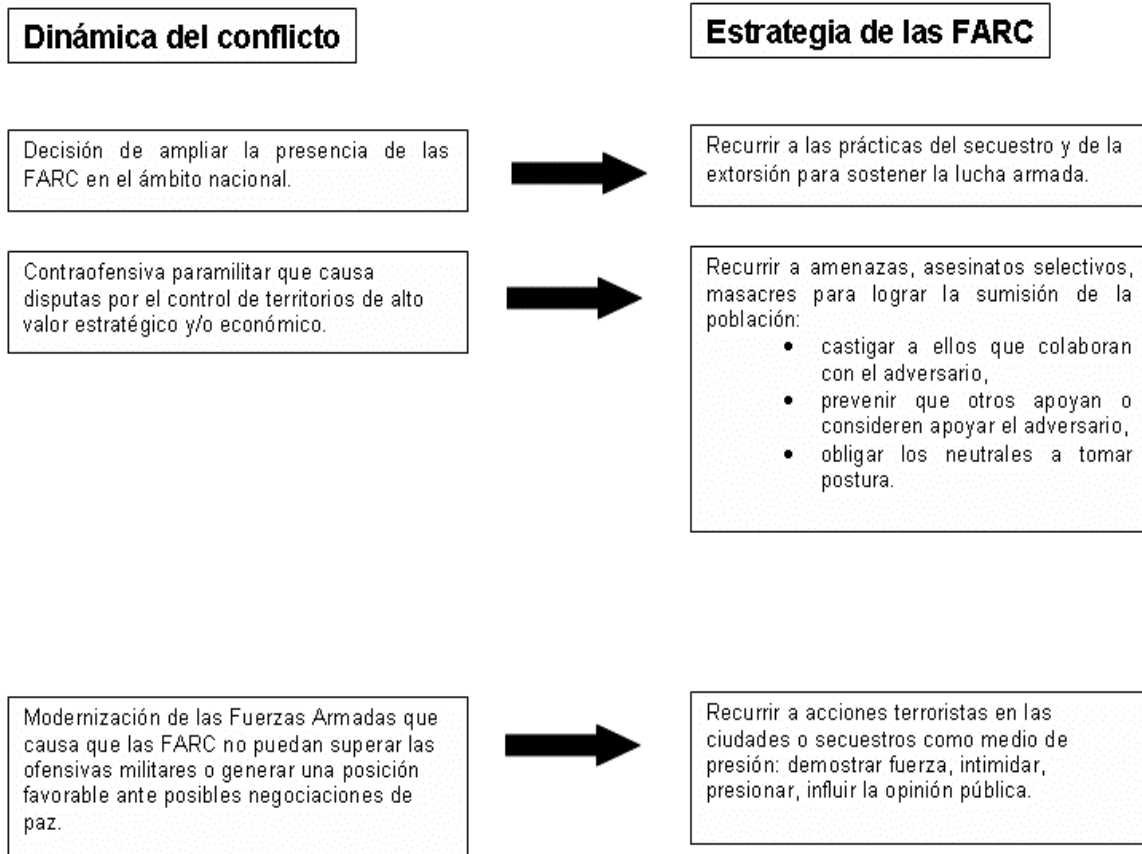 Dinámica del conflicto
Estrategia de las FARC
Decisión de ampliar la presencia de las
FARC en el ámbito nacional.
Recurrir a las prácticas del secuestro y de la
extorsión para sostener la lucha armada.
Contraofensiva paramilitar que causa
disputas por el control de territorios de alto
valor estratégico y/o económico.
Recurrir a amenazas, asesinatos selectivos,
masacres para lograr la sumisión de la
población:
• castigar a ellos que colaboran
con el adversario,
• prevenir que otros apoyan o
consideren apoyar el adversario,
• obligar los neutrales a tomar
postura.
Modernización de las Fuerzas Armadas que
causa que las FARC no puedan superar las
ofensivas militares o generar una posición
favorable ante posibles negociaciones de
paz.
Recurrir a acciones terroristas en las
ciudades o secuestros como medio de
presión: demostrar fuerza, intimidar,
presionar, influir la opinión pública.